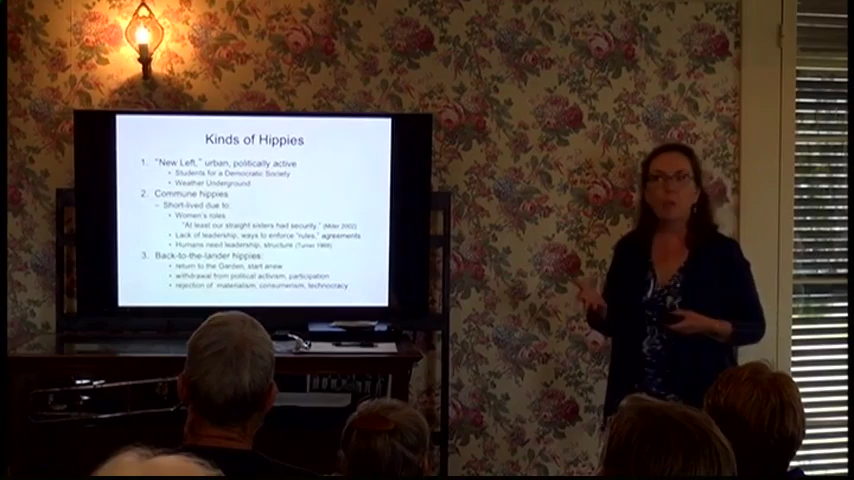 Kinds of Hippies
1. "New Left," urban, politically active
• Students for a Democratic Society
• Weather Underground
2. Commune hippies
– Short-lived due to:
• Women's roles
"At least our straight sisters had security." (Miller 2002)
• Lack of leadership, ways to enforce "rules," agreements
• Humans need leadership, structure (Turner 1969)
3. Back-to-the-lander hippies:
• return to the Garden, start anew
• withdrawal from political activism, participation
• rejection of materialism, consumerism, technocracy